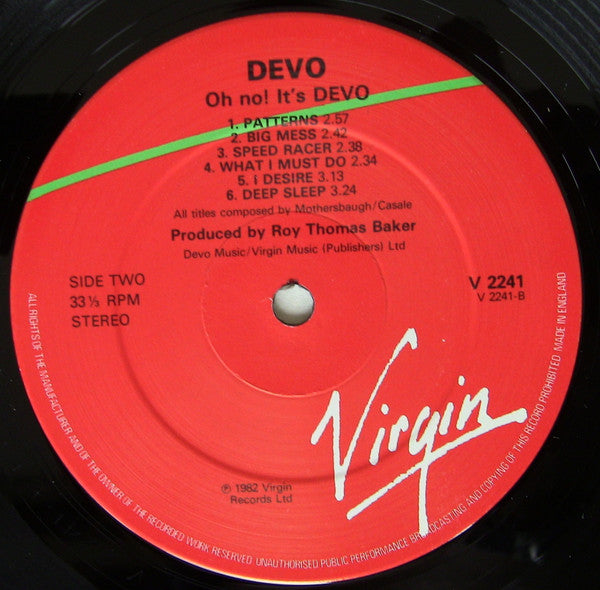 DEVO
Oh no! It's DEVO
1. PATTERNS 2.57
2. BIG MESS 2.42
3. SPEED RACER 2.38
4. WHAT I MUST DO 2.34
5. i DESIRE 3.13
6. DEEP SLEEP 3.24
All titles composed by Mothersbaugh/Casale
Produced by Roy Thomas Baker
Devo Music/Virgin Music (Publishers) Ltd
SIDE TWO
33⅓ RPM
STEREO
V 2241
V 2241-B
Virgin
℗ 1982 Virgin
Records Ltd
ALL RIGHTS OF THE MANUFACTURER AND OF THE OWNER OF THE RECORDED WORK RESERVED UNAUTHORISED PUBLIC PERFORMANCE BROADCASTING AND COPYING OF THIS RECORD PROHIBITED MADE IN ENGLAND